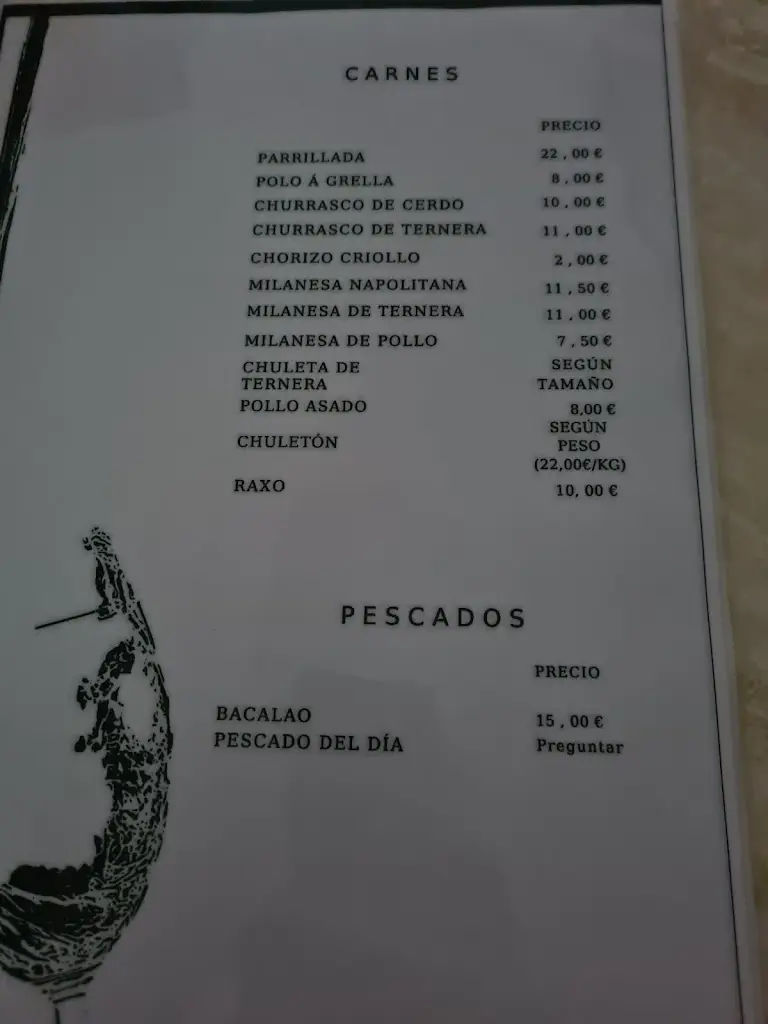 CARNES
PRECIO
PARRILLADA 22,00 €
POLO Á GRELLA 8,00 €
CHURRASCO DE CERDO 10,00 €
CHURRASCO DE TERNERA 11,00 €
CHORIZO CRIOLLO 2,00 €
MILANESA NAPOLITANA 11,50 €
MILANESA DE TERNERA 11,00 €
MILANESA DE POLLO 7,50 €
CHULETA DE SEGÚN
TERNERA TAMAÑO
POLLO ASADO 8,00 €
SEGÚN
CHULETÓN PESO
(22,00€/KG)
RAXO 10,00 €
PESCADOS
PRECIO
BACALAO 15,00 €
PESCADO DEL DÍA Preguntar